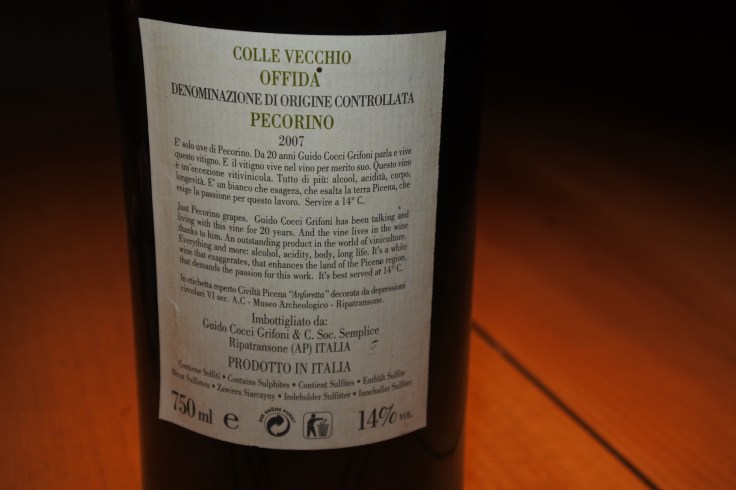 COLLE VECCHIO
OFFIDA
DENOMINAZIONE DI ORIGINE CONTROLLATA
PECORINO
2007
E' solo uve di Pecorino. Da 20 anni Guido Cocci Grifoni parla e vive
questo vitigno. E il vitigno vive nel vino per merito suo. Questo vino
è un'eccezione vitivinicola. Tutto di più: alcool, acidità, corpo,
longevità. E' un bianco che esagera, che esalta la terra Picena, che
esige la passione per questo lavoro. Servire a 14° C.
Just Pecorino grapes. Guido Cocci Grifoni has been talking and
living with this vine for 20 years. And the vine lives in the wine
thanks to him. An outstanding product in the world of viniculture.
Everything and more: alcohol, acidity, body, long life. It's a white
wine that exaggerates, that enhances the land of the Piceno region,
that demands the passion for this work. It's best served at 14° C.
In etichetta reperto Civiltà Picena "Anforetta" decorata da depressioni
circolari VI sec. A.C - Museo Archeologico - Ripatransone.
Imbottigliato da:
Guido Cocci Grifoni & C. Soc. Semplice
Ripatransone (AP) ITALIA
PRODOTTO IN ITALIA
Contiene Solfiti • Contains Sulphites • Contient Sulfites • Enthält Sulfite
Sulfitter • Zawiera Siarczyny • Indeholder Sulfitter • Inneholler Sulfiter
750 ml e 14% VOL.